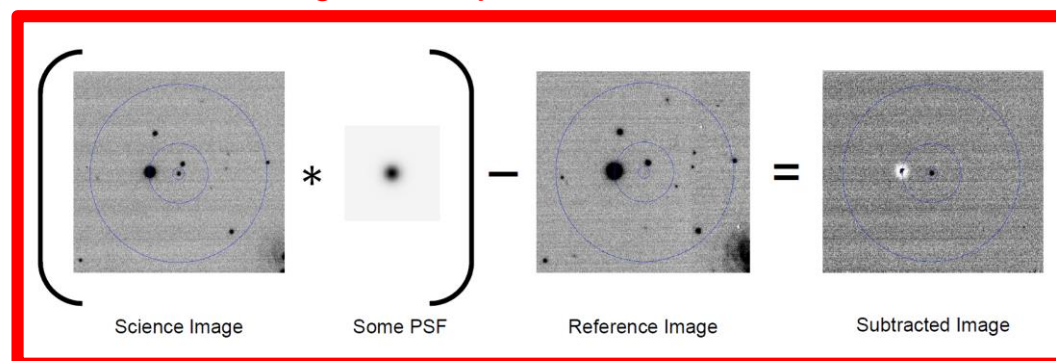 ( * ) – =
Science Image Some PSF Reference Image Subtracted Image